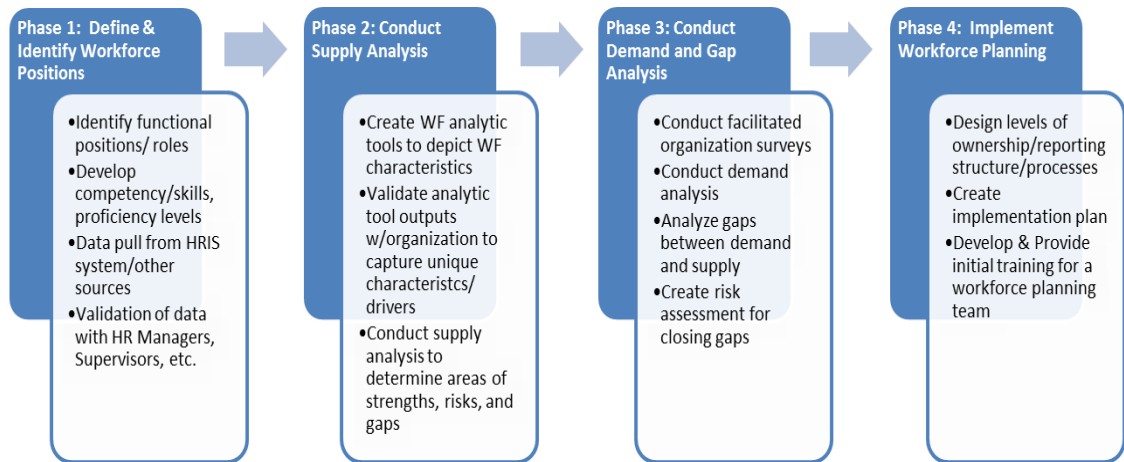 Phase 1:  Define &
Identify Workforce
Positions
•Identify functional
positions/ roles
•Develop
competency/skills,
proficiency levels
•Data pull from HRIS
system/other
sources
•Validation of data
with HR Managers,
Supervisors, etc.
Phase 2: Conduct
Supply Analysis
•Create WF analytic
tools to depict WF
characteristics
•Validate analytic
tool outputs
w/organization to
capture unique
characteristcs/
drivers
•Conduct supply
analysis to
determine areas of
strengths, risks, and
gaps
Phase 3: Conduct
Demand and Gap
Analysis
•Conduct facilitated
organization surveys
•Conduct demand
analysis
•Analyze gaps
between demand
and supply
•Create risk
assessment for
closing gaps
Phase 4:  Implement
Workforce Planning
•Design levels of
ownership/reporting
structure/processes
•Create
implementation plan
•Develop & Provide
initial training for a
workforce planning
team